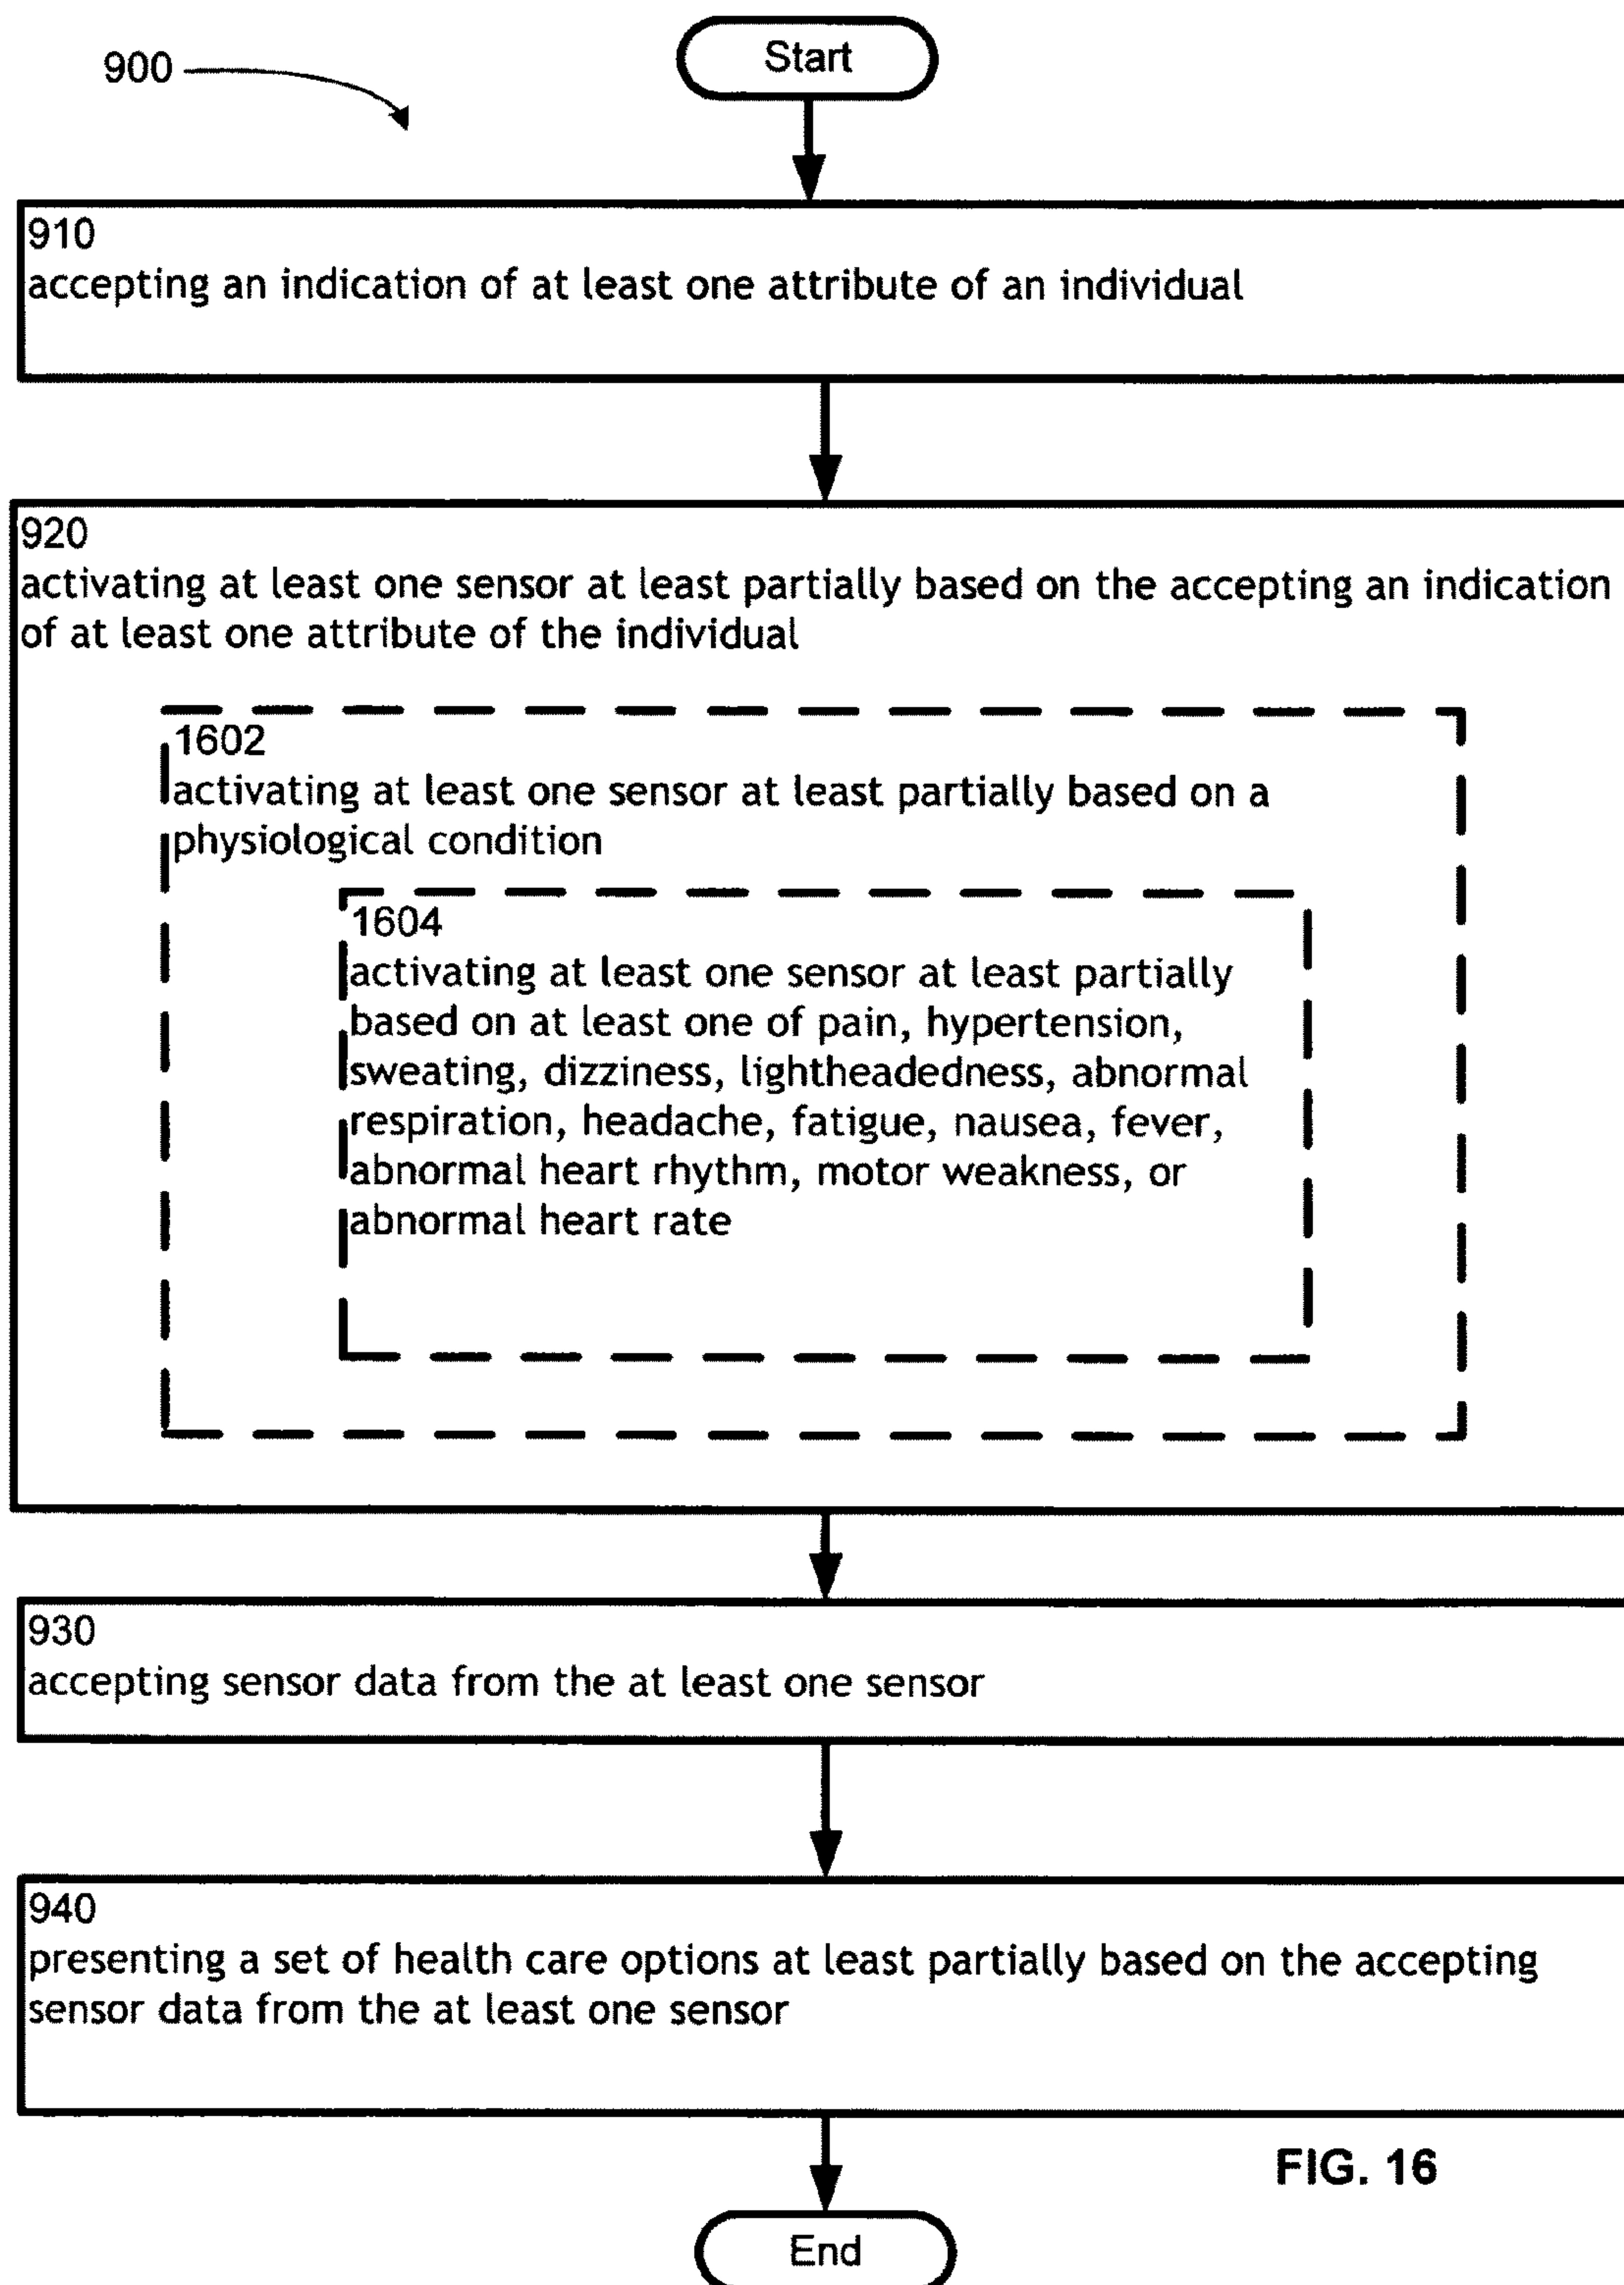 Start
900
910
accepting an indication of at least one attribute of an individual
920
activating at least one sensor at least partially based on the accepting an indication
of at least one attribute of the individual
1602
activating at least one sensor at least partially based on a
physiological condition
1604
activating at least one sensor at least partially
based on at least one of pain, hypertension,
sweating, dizziness, lightheadedness, abnormal
respiration, headache, fatigue, nausea, fever,
abnormal heart rhythm, motor weakness, or
abnormal heart rate
930
accepting sensor data from the at least one sensor
940
presenting a set of health care options at least partially based on the accepting
sensor data from the at least one sensor
FIG. 16
End